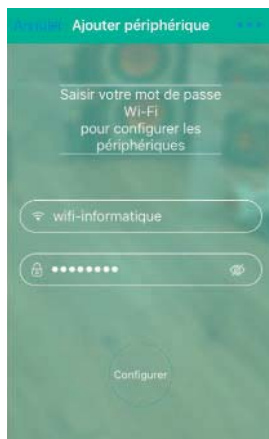 Annuler Ajouter périphérique
Saisir votre mot de passe
Wi-Fi
pour configurer les
périphériques
wifi-informatique
Configurer